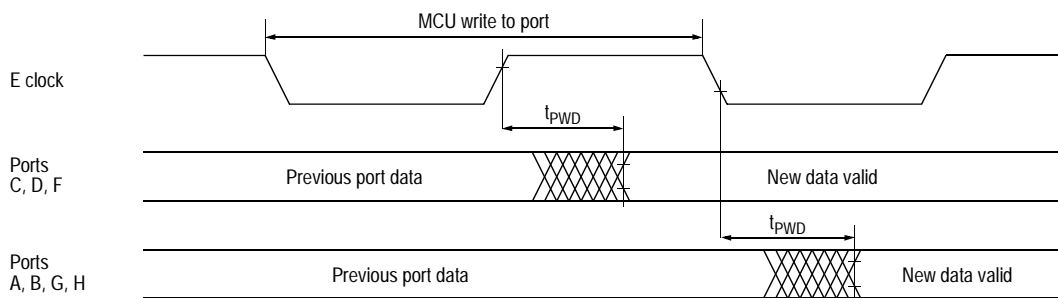 MCU write to port
E clock
tPWD
Ports
C, D, F
Previous port data
New data valid
tPWD
Ports
A, B, G, H
Previous port data
New data valid